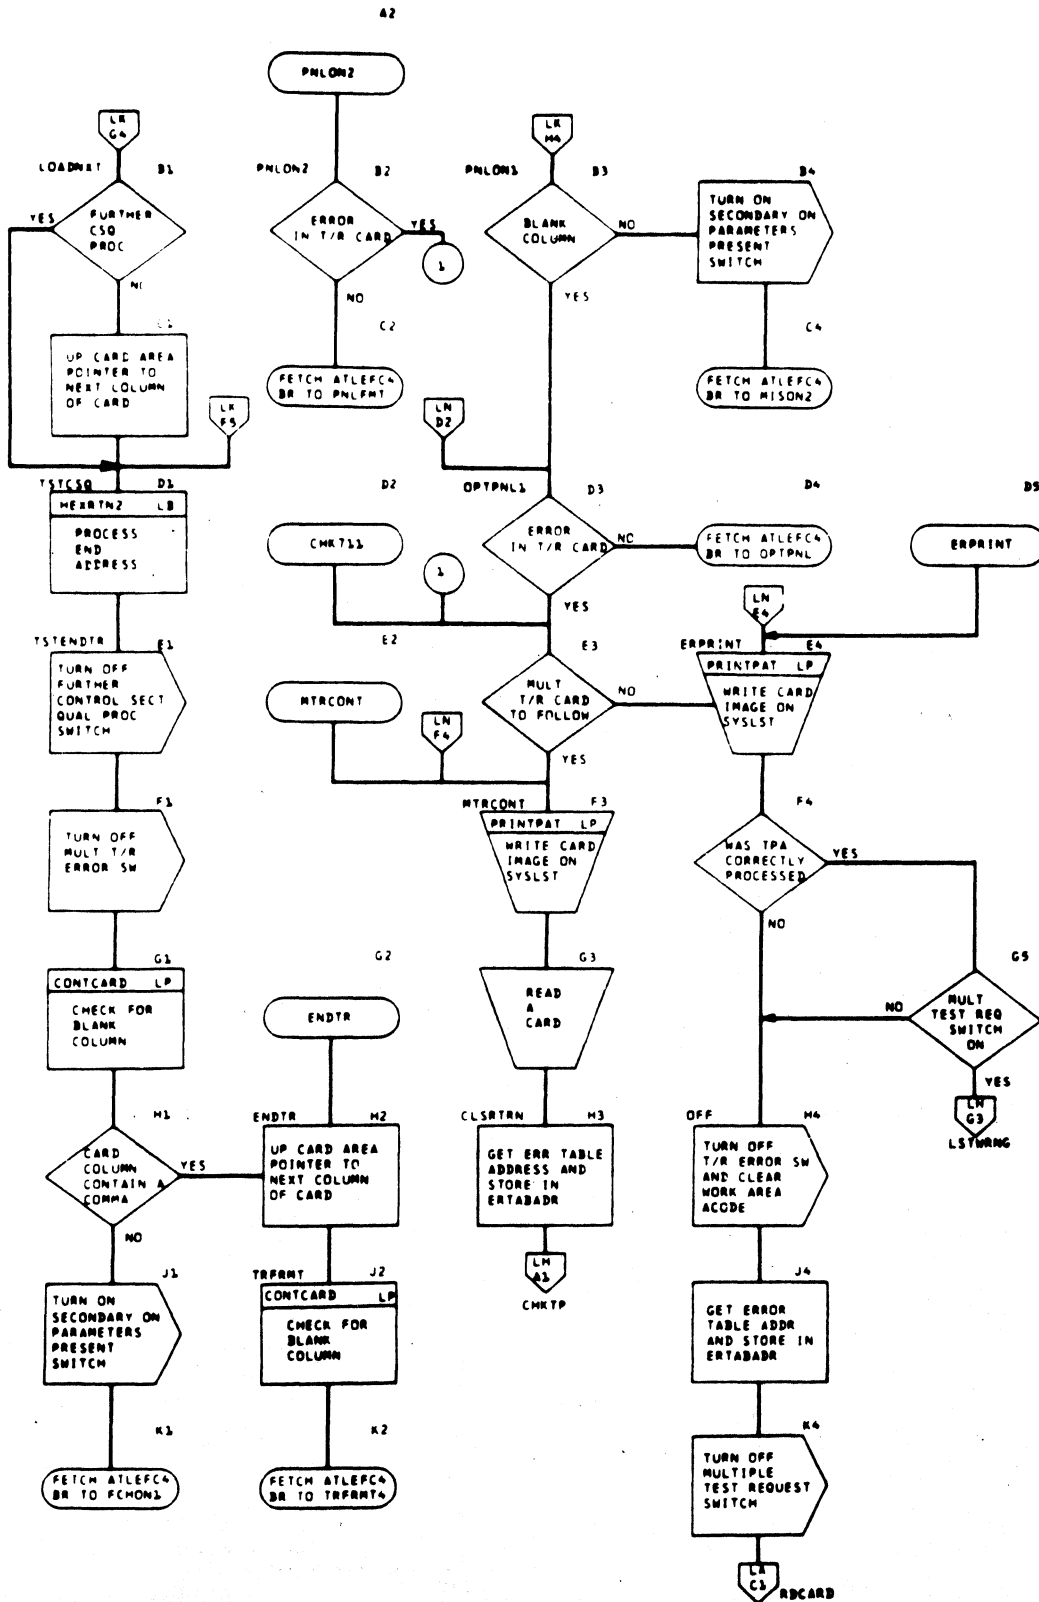 A2
PNLON2
LK
G4
LOADNXT B1
YES
FURTHER
CSQ
PROC
UP CARD AREA
POINTER TO
NEXT COLUMN
OF CARD
LK
F5
TSTCSQ D1
HEXRTN2 LB
PROCESS
END
ADDRESS
TSTENDTR E1
TURN OFF
FURTHER
CONTROL SECT
QUAL PROC
SWITCH
F1
TURN OFF
MULT T/R
ERROR SW
G1
CONTCARD LP
CHECK FOR
BLANK
COLUMN
H1
CARD
COLUMN
CONTAIN A
COMMA
YES
NO
J1
TURN ON
SECONDARY ON
PARAMETERS
PRESENT
SWITCH
K1
FETCH ATLEFC4
BR TO FCHON1
PNLON2 B2
ERROR
IN T/R CARD
YES
1
NO
C2
FETCH ATLEFC4
BR TO PNLFMT
D2
CHK711
1
E2
MTRCONT
LN
F4
G2
ENDTR
ENDTR H2
UP CARD AREA
POINTER TO
NEXT COLUMN
OF CARD
TRFRMT J2
CONTCARD LP
CHECK FOR
BLANK
COLUMN
K2
FETCH ATLEFC4
BR TO TRFRMT4
LK
H4
PNLON1 B3
BLANK
COLUMN
NO
YES
LN
D2
OPTPNL1 D3
ERROR
IN T/R CARD
NO
YES
E3
MULT
T/R CARD
TO FOLLOW
NO
YES
MTRCONT F3
PRINTPAT LP
WRITE CARD
IMAGE ON
SYSLST
G3
READ
A
CARD
CLSRTRN H3
GET ERR TABLE
ADDRESS AND
STORE IN
ERTABADR
LM
A1
CHKTP
B4
TURN ON
SECONDARY ON
PARAMETERS
PRESENT
SWITCH
C4
FETCH ATLEFC4
BR TO MISON2
D4
FETCH ATLEFC4
BR TO OPTPNL
D5
ERPRINT
LN
E4
ERPRINT E4
PRINTPAT LP
WRITE CARD
IMAGE ON
SYSLST
F4
WAS TPA
CORRECTLY
PROCESSED
YES
NO
G5
MULT
TEST REQ
SWITCH
ON
NO
YES
G3
LSTWRNG
OFF H4
TURN OFF
T/R ERROR SW
AND CLEAR
WORK AREA
ACODE
J4
GET ERROR
TABLE ADDR
AND STORE IN
ERTABADR
K4
TURN OFF
MULTIPLE
TEST REQUEST
SWITCH
LA
C1
RDCARD